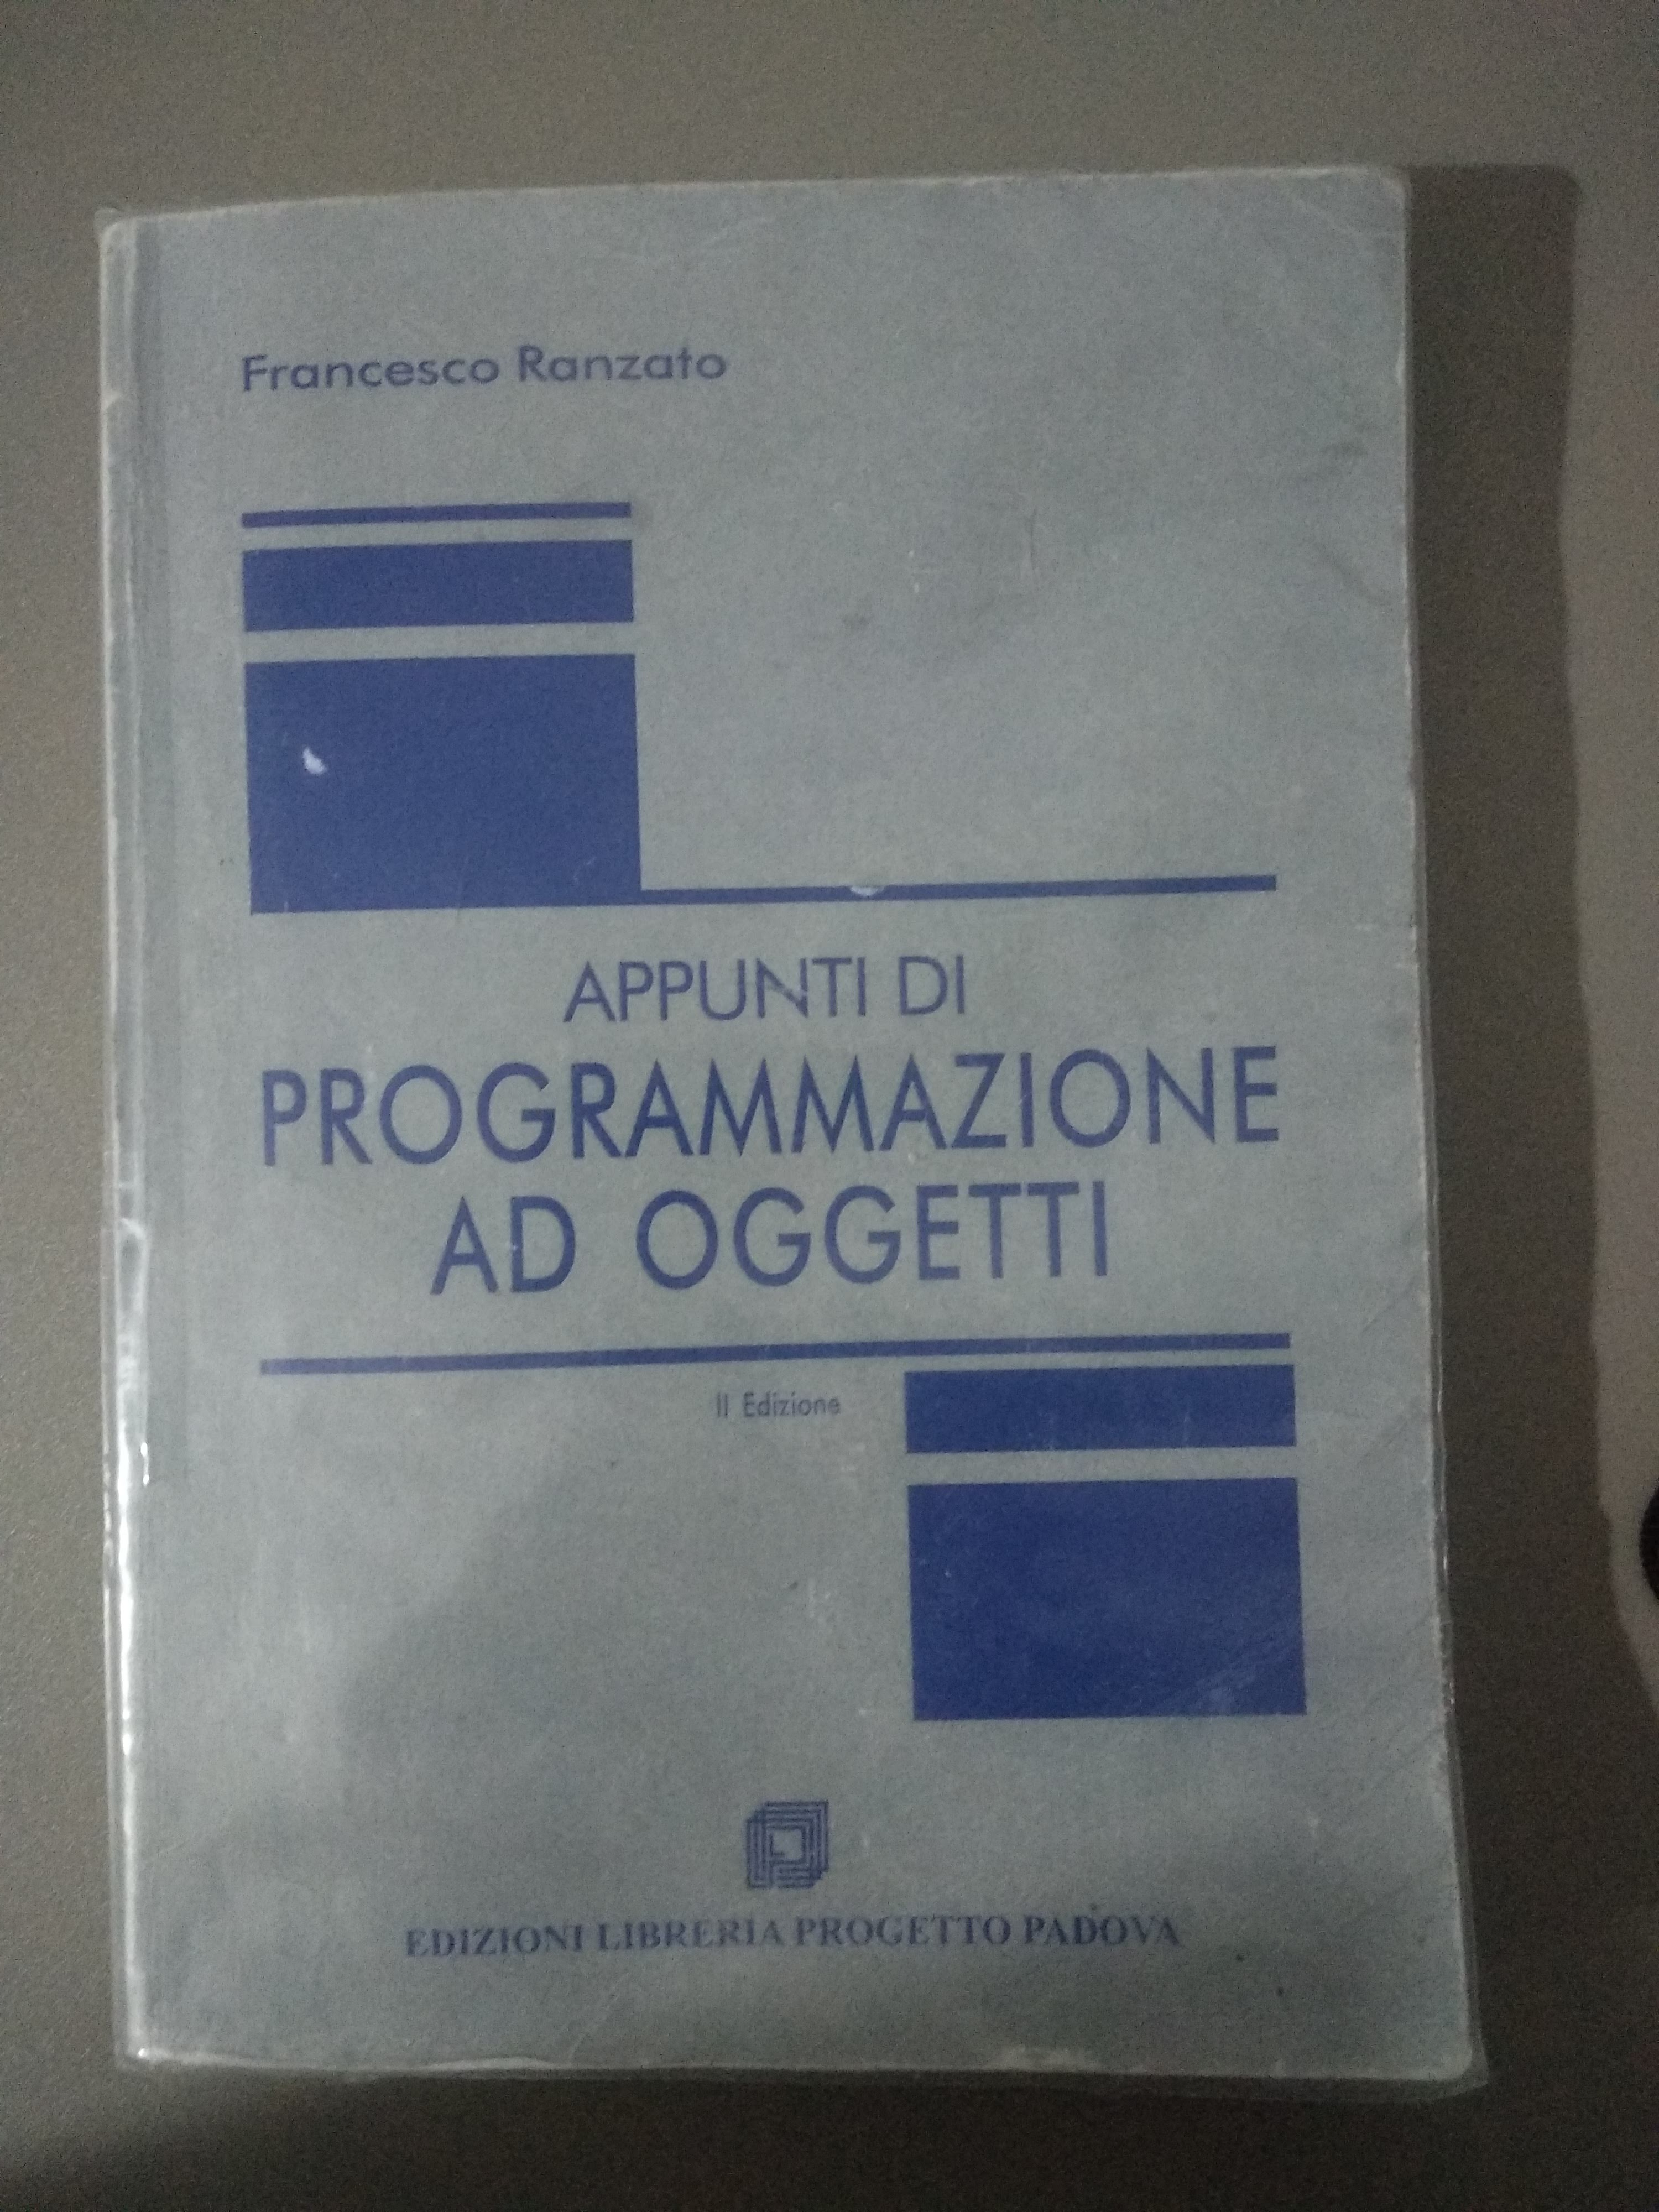 Francesco Ranzato
APPUNTI DI
PROGRAMMAZIONE
AD OGGETTI
II Edizione
EDIZIONI LIBRERIA PROGETTO PADOVA